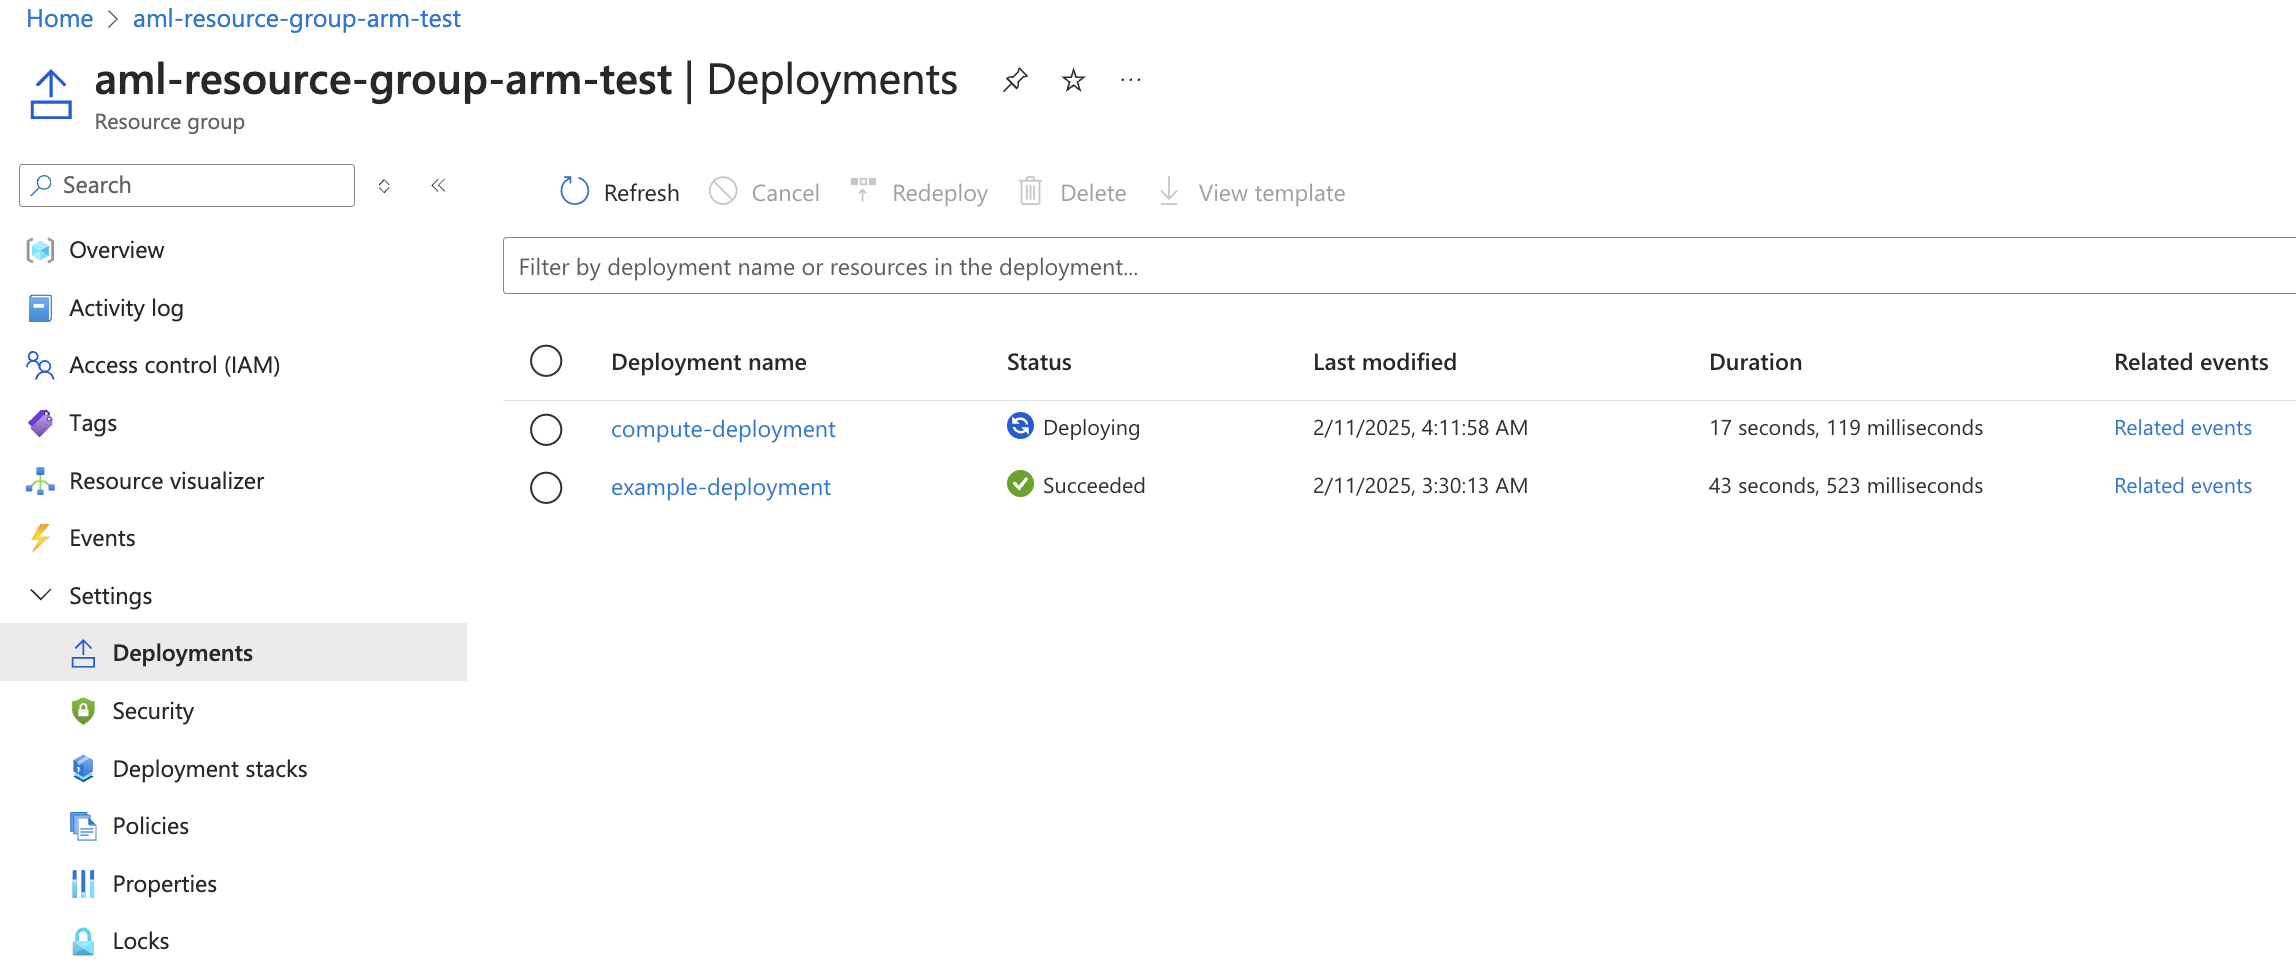 Home > aml-resource-group-arm-test
aml-resource-group-arm-test | Deployments ...
Resource group
Search
Refresh Cancel Redeploy Delete View template
Filter by deployment name or resources in the deployment...
Overview
Activity log
Access control (IAM)
Tags
Resource visualizer
Events
Settings
Deployments
Security
Deployment stacks
Policies
Properties
Locks
Deployment name Status Last modified Duration Related events
compute-deployment Deploying 2/11/2025, 4:11:58 AM 17 seconds, 119 milliseconds Related events
example-deployment Succeeded 2/11/2025, 3:30:13 AM 43 seconds, 523 milliseconds Related events